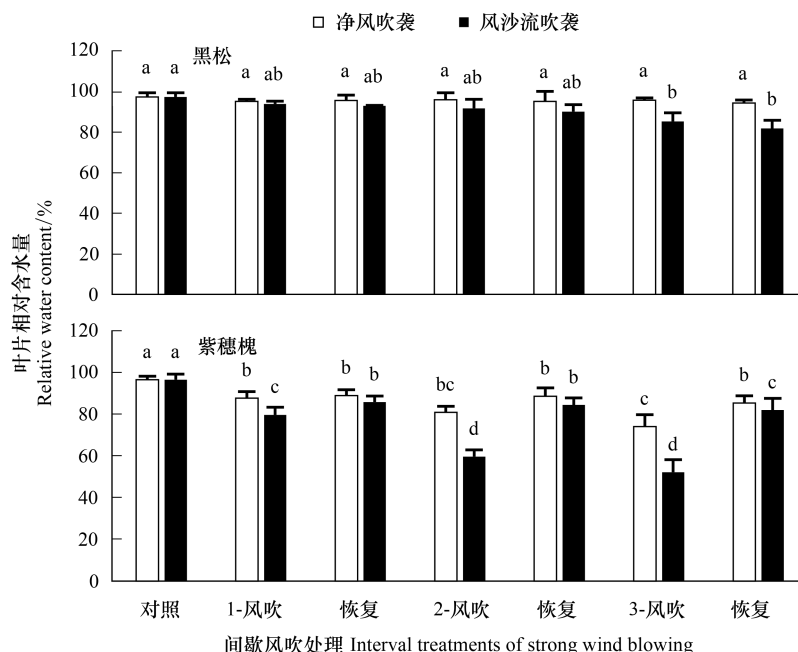 净风吹袭 风沙流吹袭
叶片相对含水量
Relative water content/%
黑松
120
100
80
60
40
20
0
a a a ab a ab a ab a ab a b a b
紫穗槐
120
100
80
60
40
20
0
a a b c b b bc d b b c d b c
对照 1-风吹 恢复 2-风吹 恢复 3-风吹 恢复
间歇风吹处理 Interval treatments of strong wind blowing